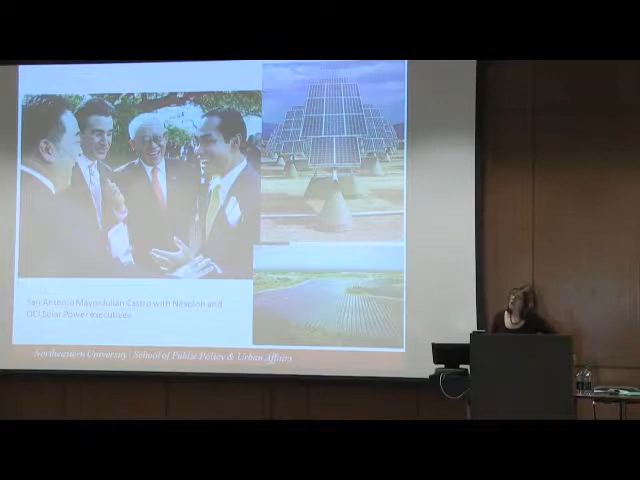 San Antonio Mayor Julián Castro with Nexolon and
OCI Solar Power executives
Northeastern University | School of Public Policy & Urban Affairs